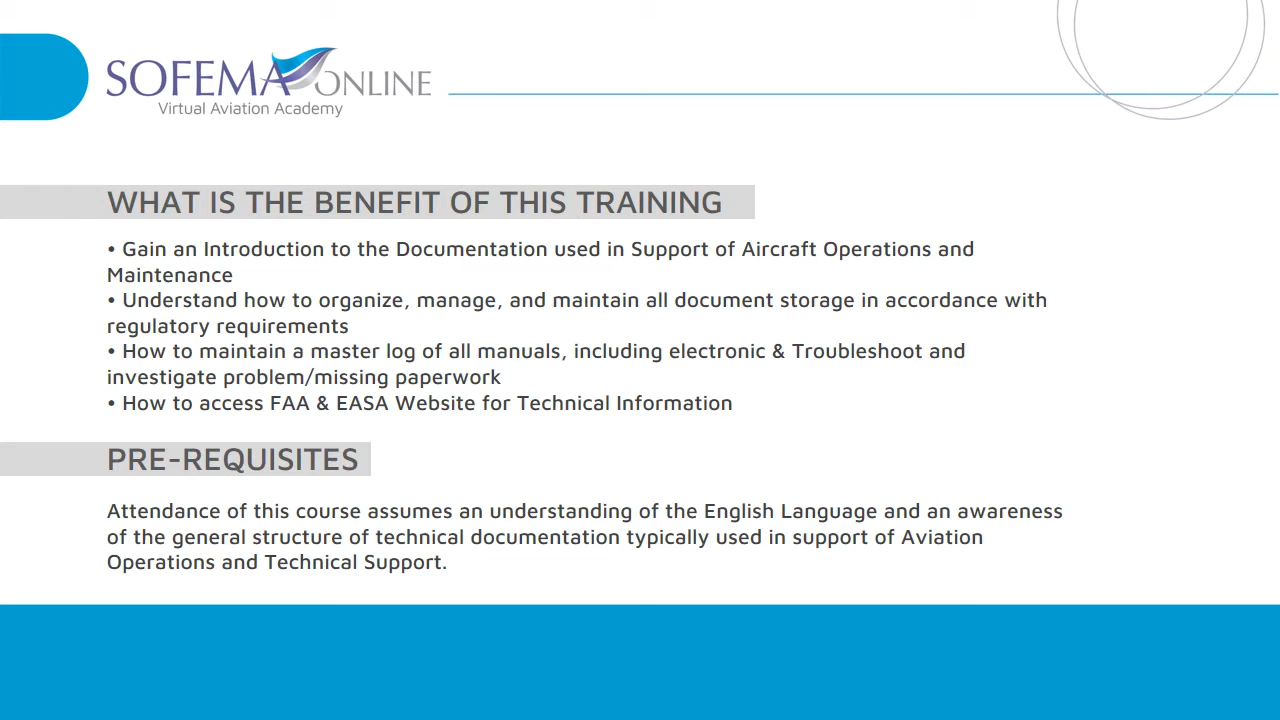 SOFEMA ONLINE
Virtual Aviation Academy
WHAT IS THE BENEFIT OF THIS TRAINING
• Gain an Introduction to the Documentation used in Support of Aircraft Operations and
Maintenance
• Understand how to organize, manage, and maintain all document storage in accordance with
regulatory requirements
• How to maintain a master log of all manuals, including electronic & Troubleshoot and
investigate problem/missing paperwork
• How to access FAA & EASA Website for Technical Information
PRE-REQUISITES
Attendance of this course assumes an understanding of the English Language and an awareness
of the general structure of technical documentation typically used in support of Aviation
Operations and Technical Support.